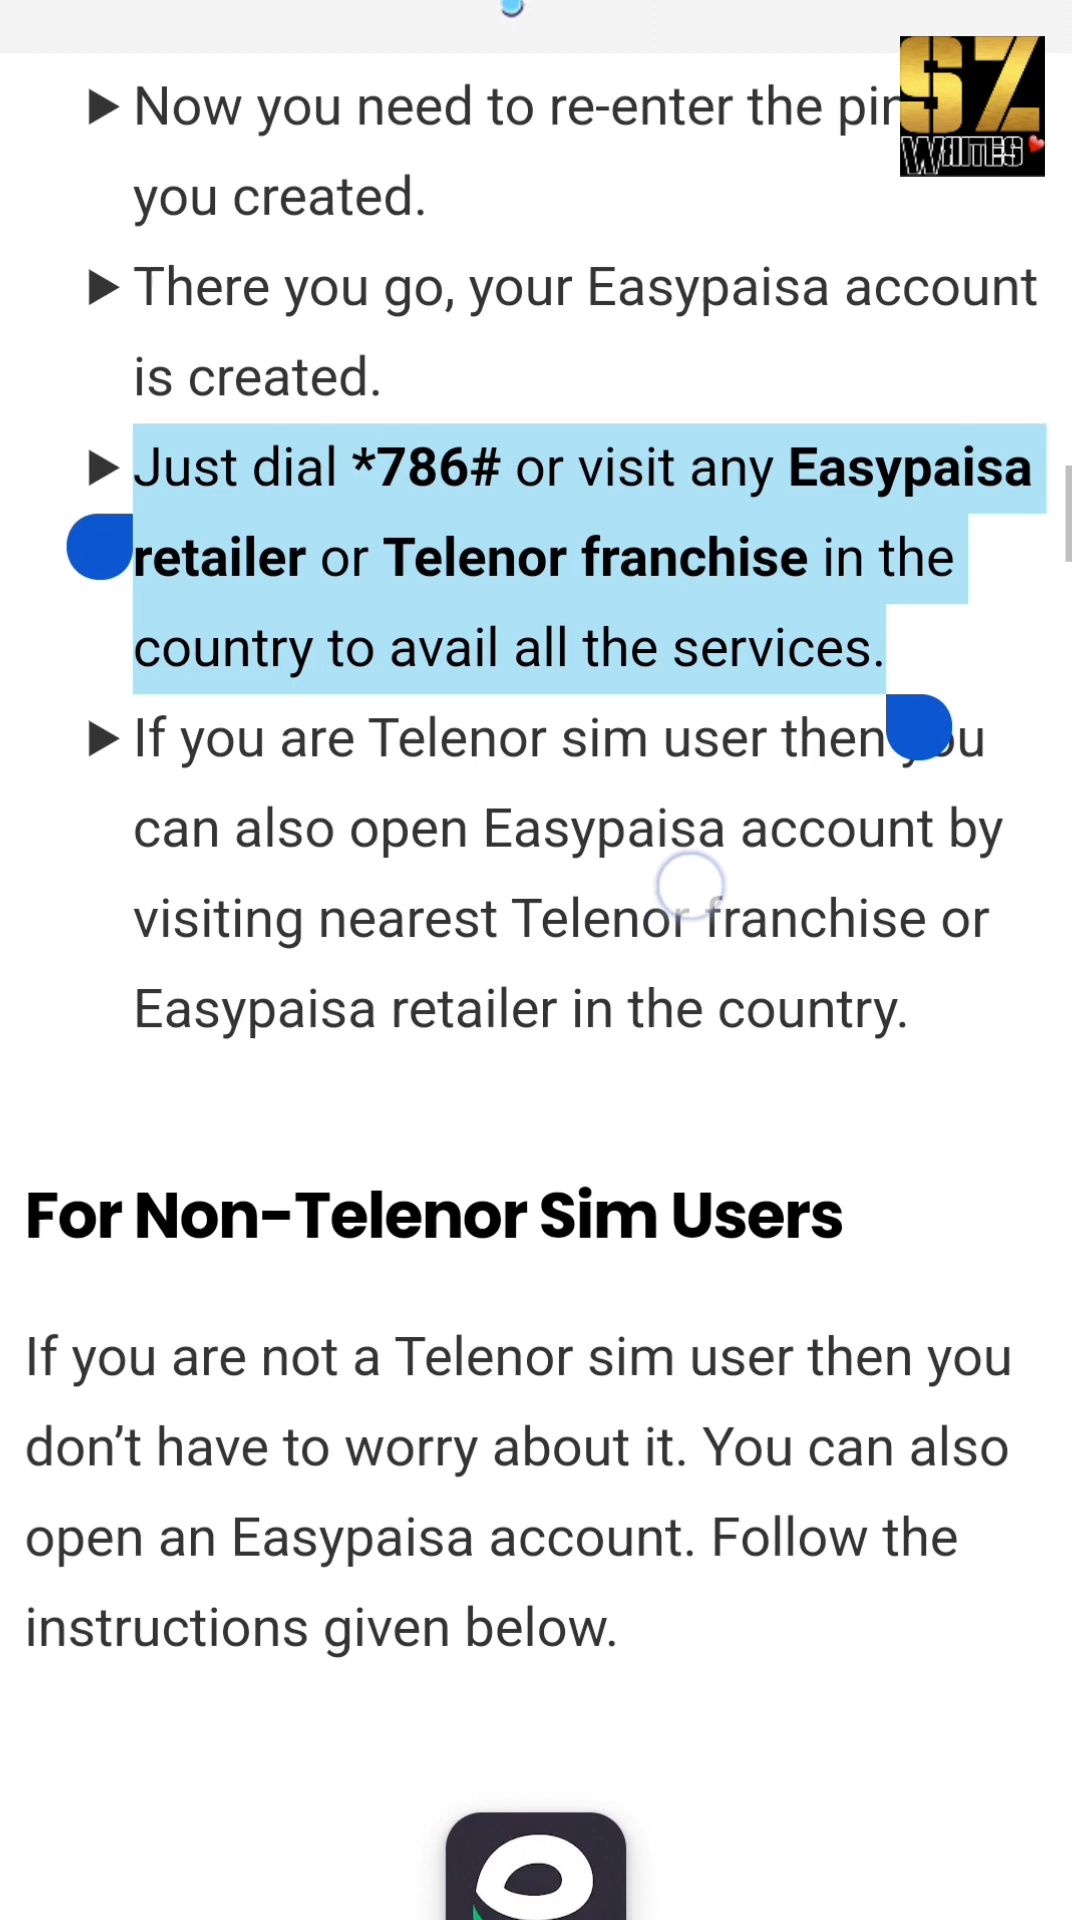 Now you need to re-enter the
you created.
There you go, your Easypaisa account
is created.
Just dial *786# or visit any Easypaisa
retailer or Telenor franchise in the
country to avail all the services.
If you are Telenor sim user then
can also open Easypaisa account by
visiting nearest Telenor franchise or
Easypaisa retailer in the country.
For Non-Telenor Sim Users
If you are not a Telenor sim user then you
don’t have to worry about it. You can also
open an Easypaisa account. Follow the
instructions given below.
SZ
WRITES